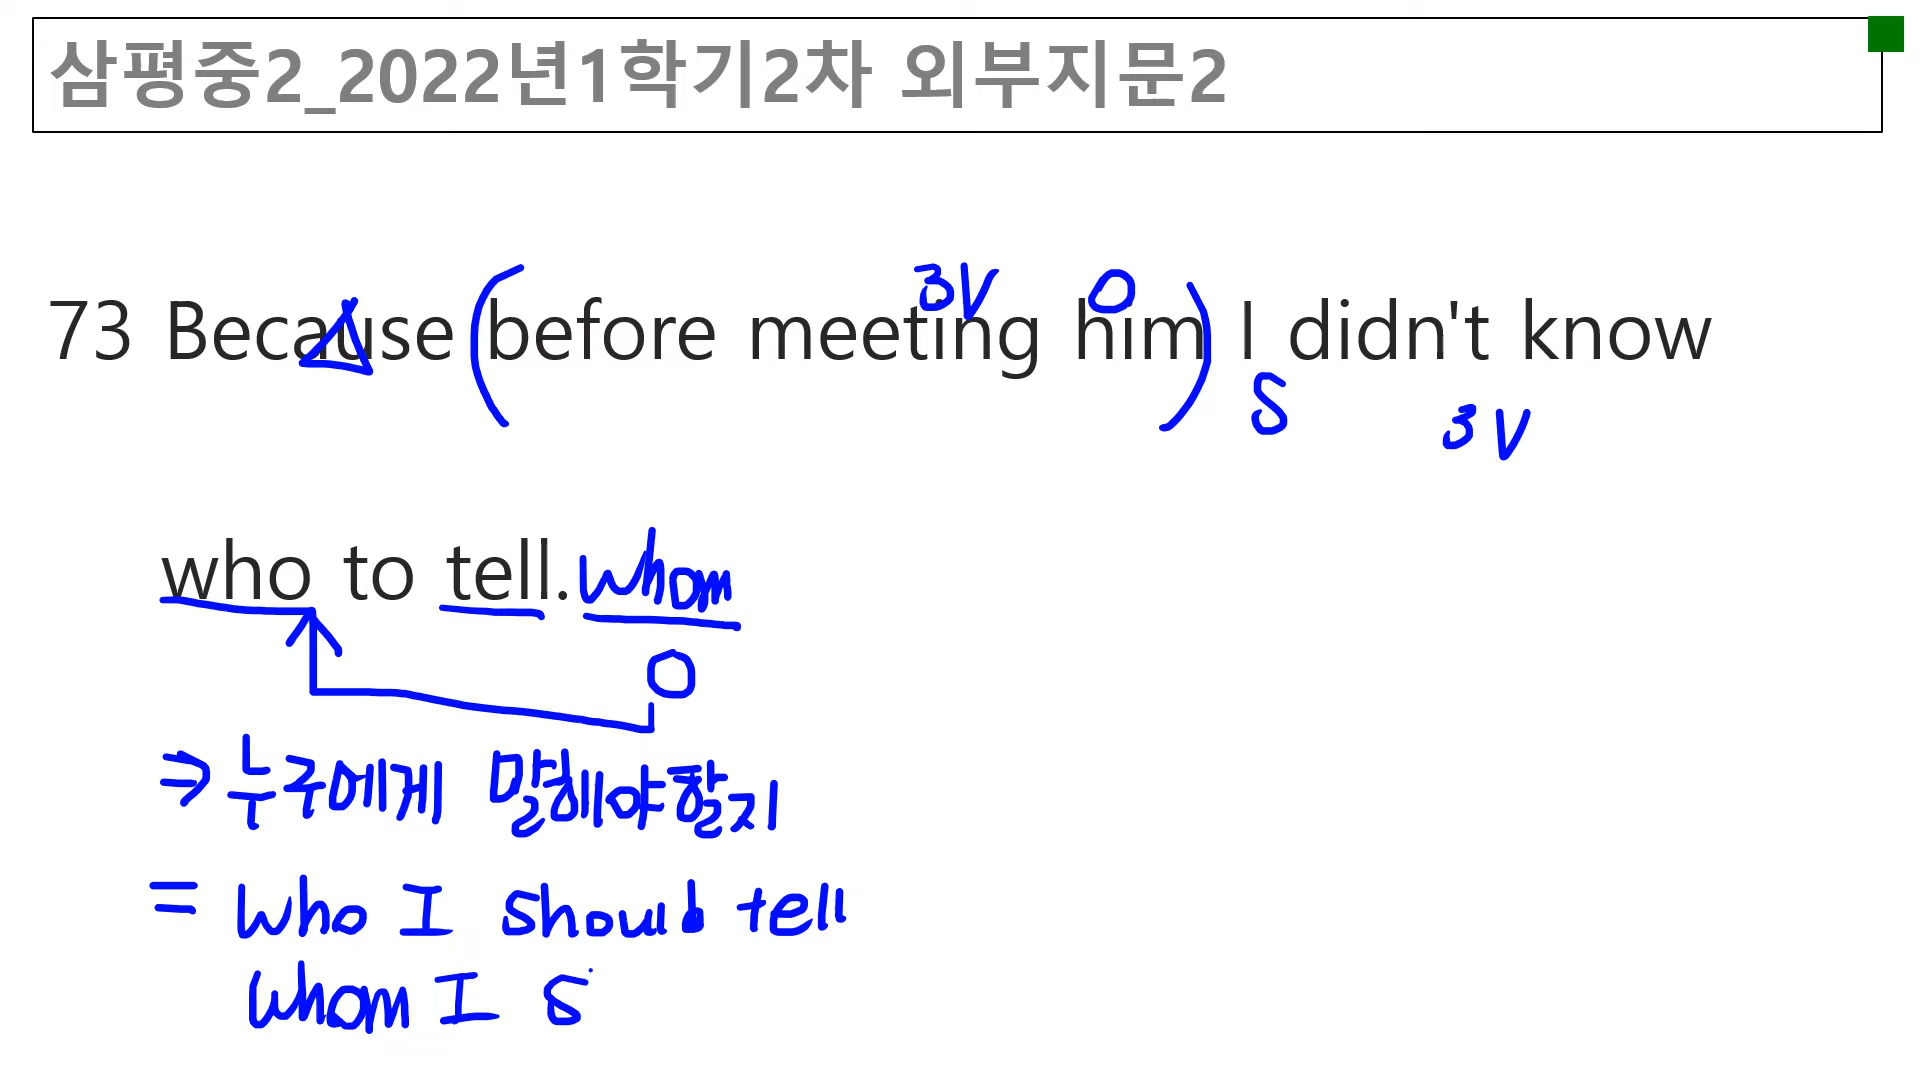 삼평중2_2022년1학기2차 외부지문2
3V O
73 Because (before meeting him) I didn't know
S 3V
who to tell. whom
O
⇒ 누구에게 말해야할지
= who I should tell
whom I s